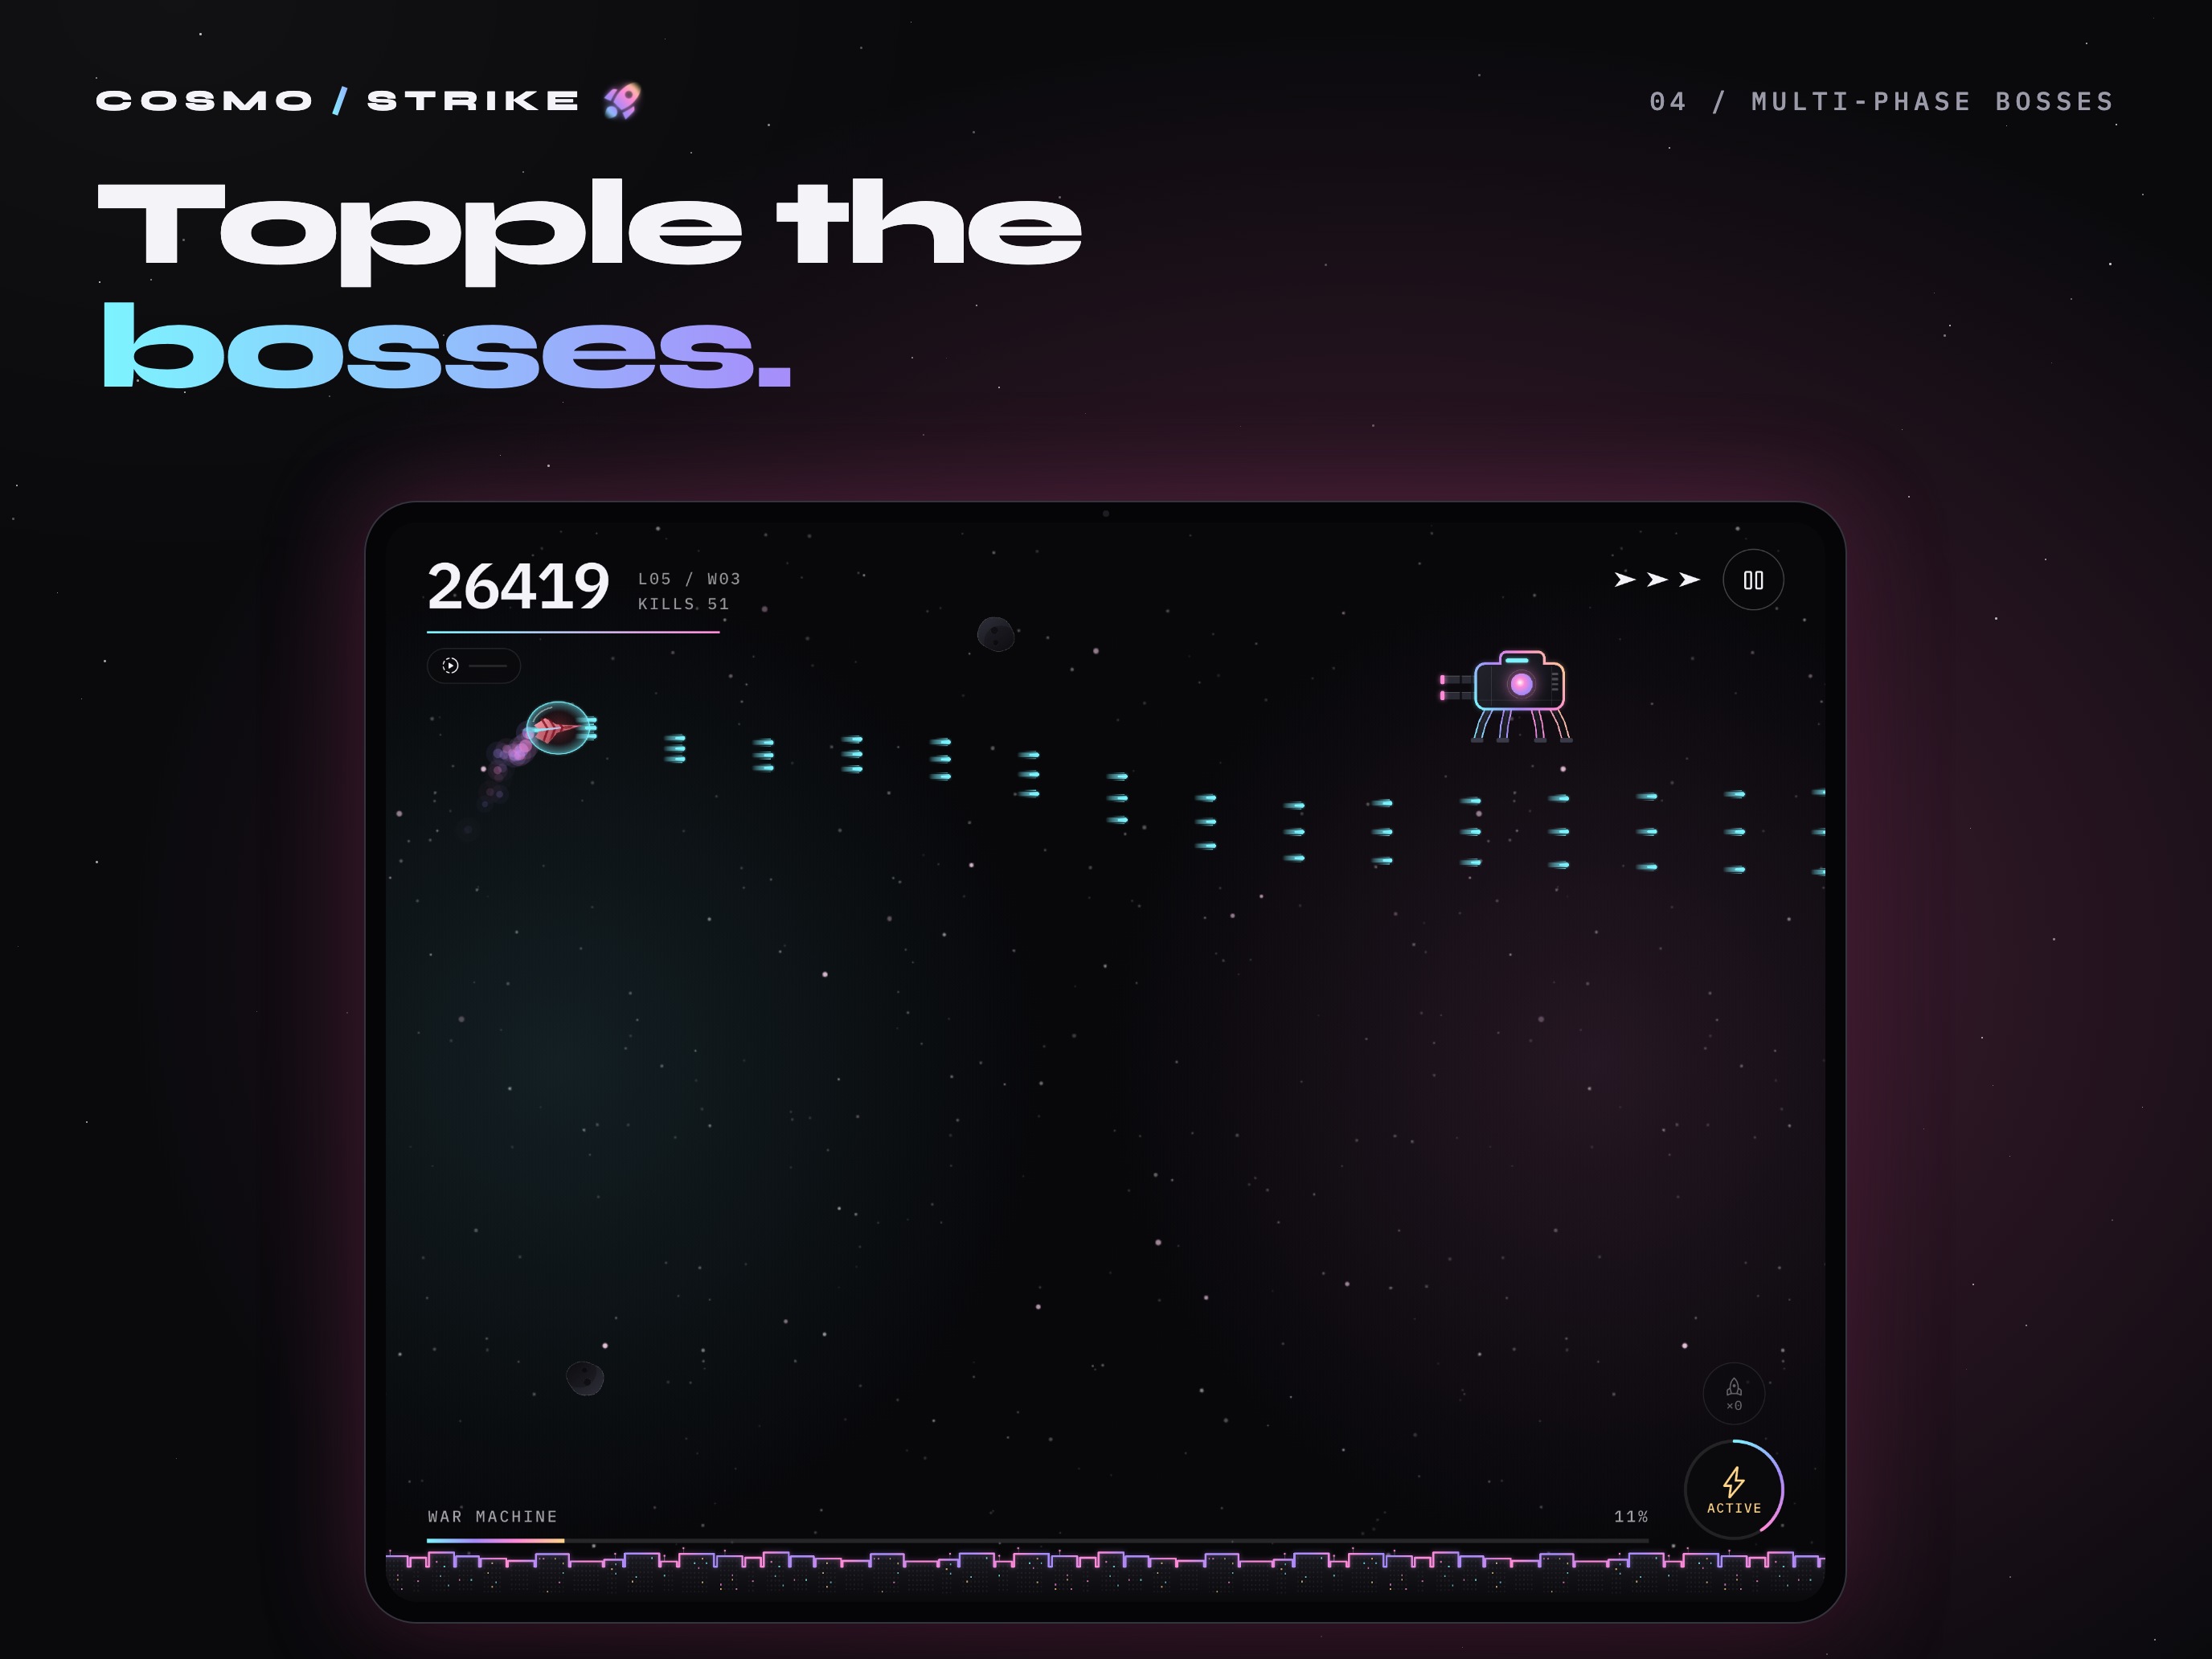 COSMO / STRIKE
04 / MULTI-PHASE BOSSES
Topple the
bosses.
26419
L05 / W03
KILLS 51
×0
ACTIVE
WAR MACHINE
11%